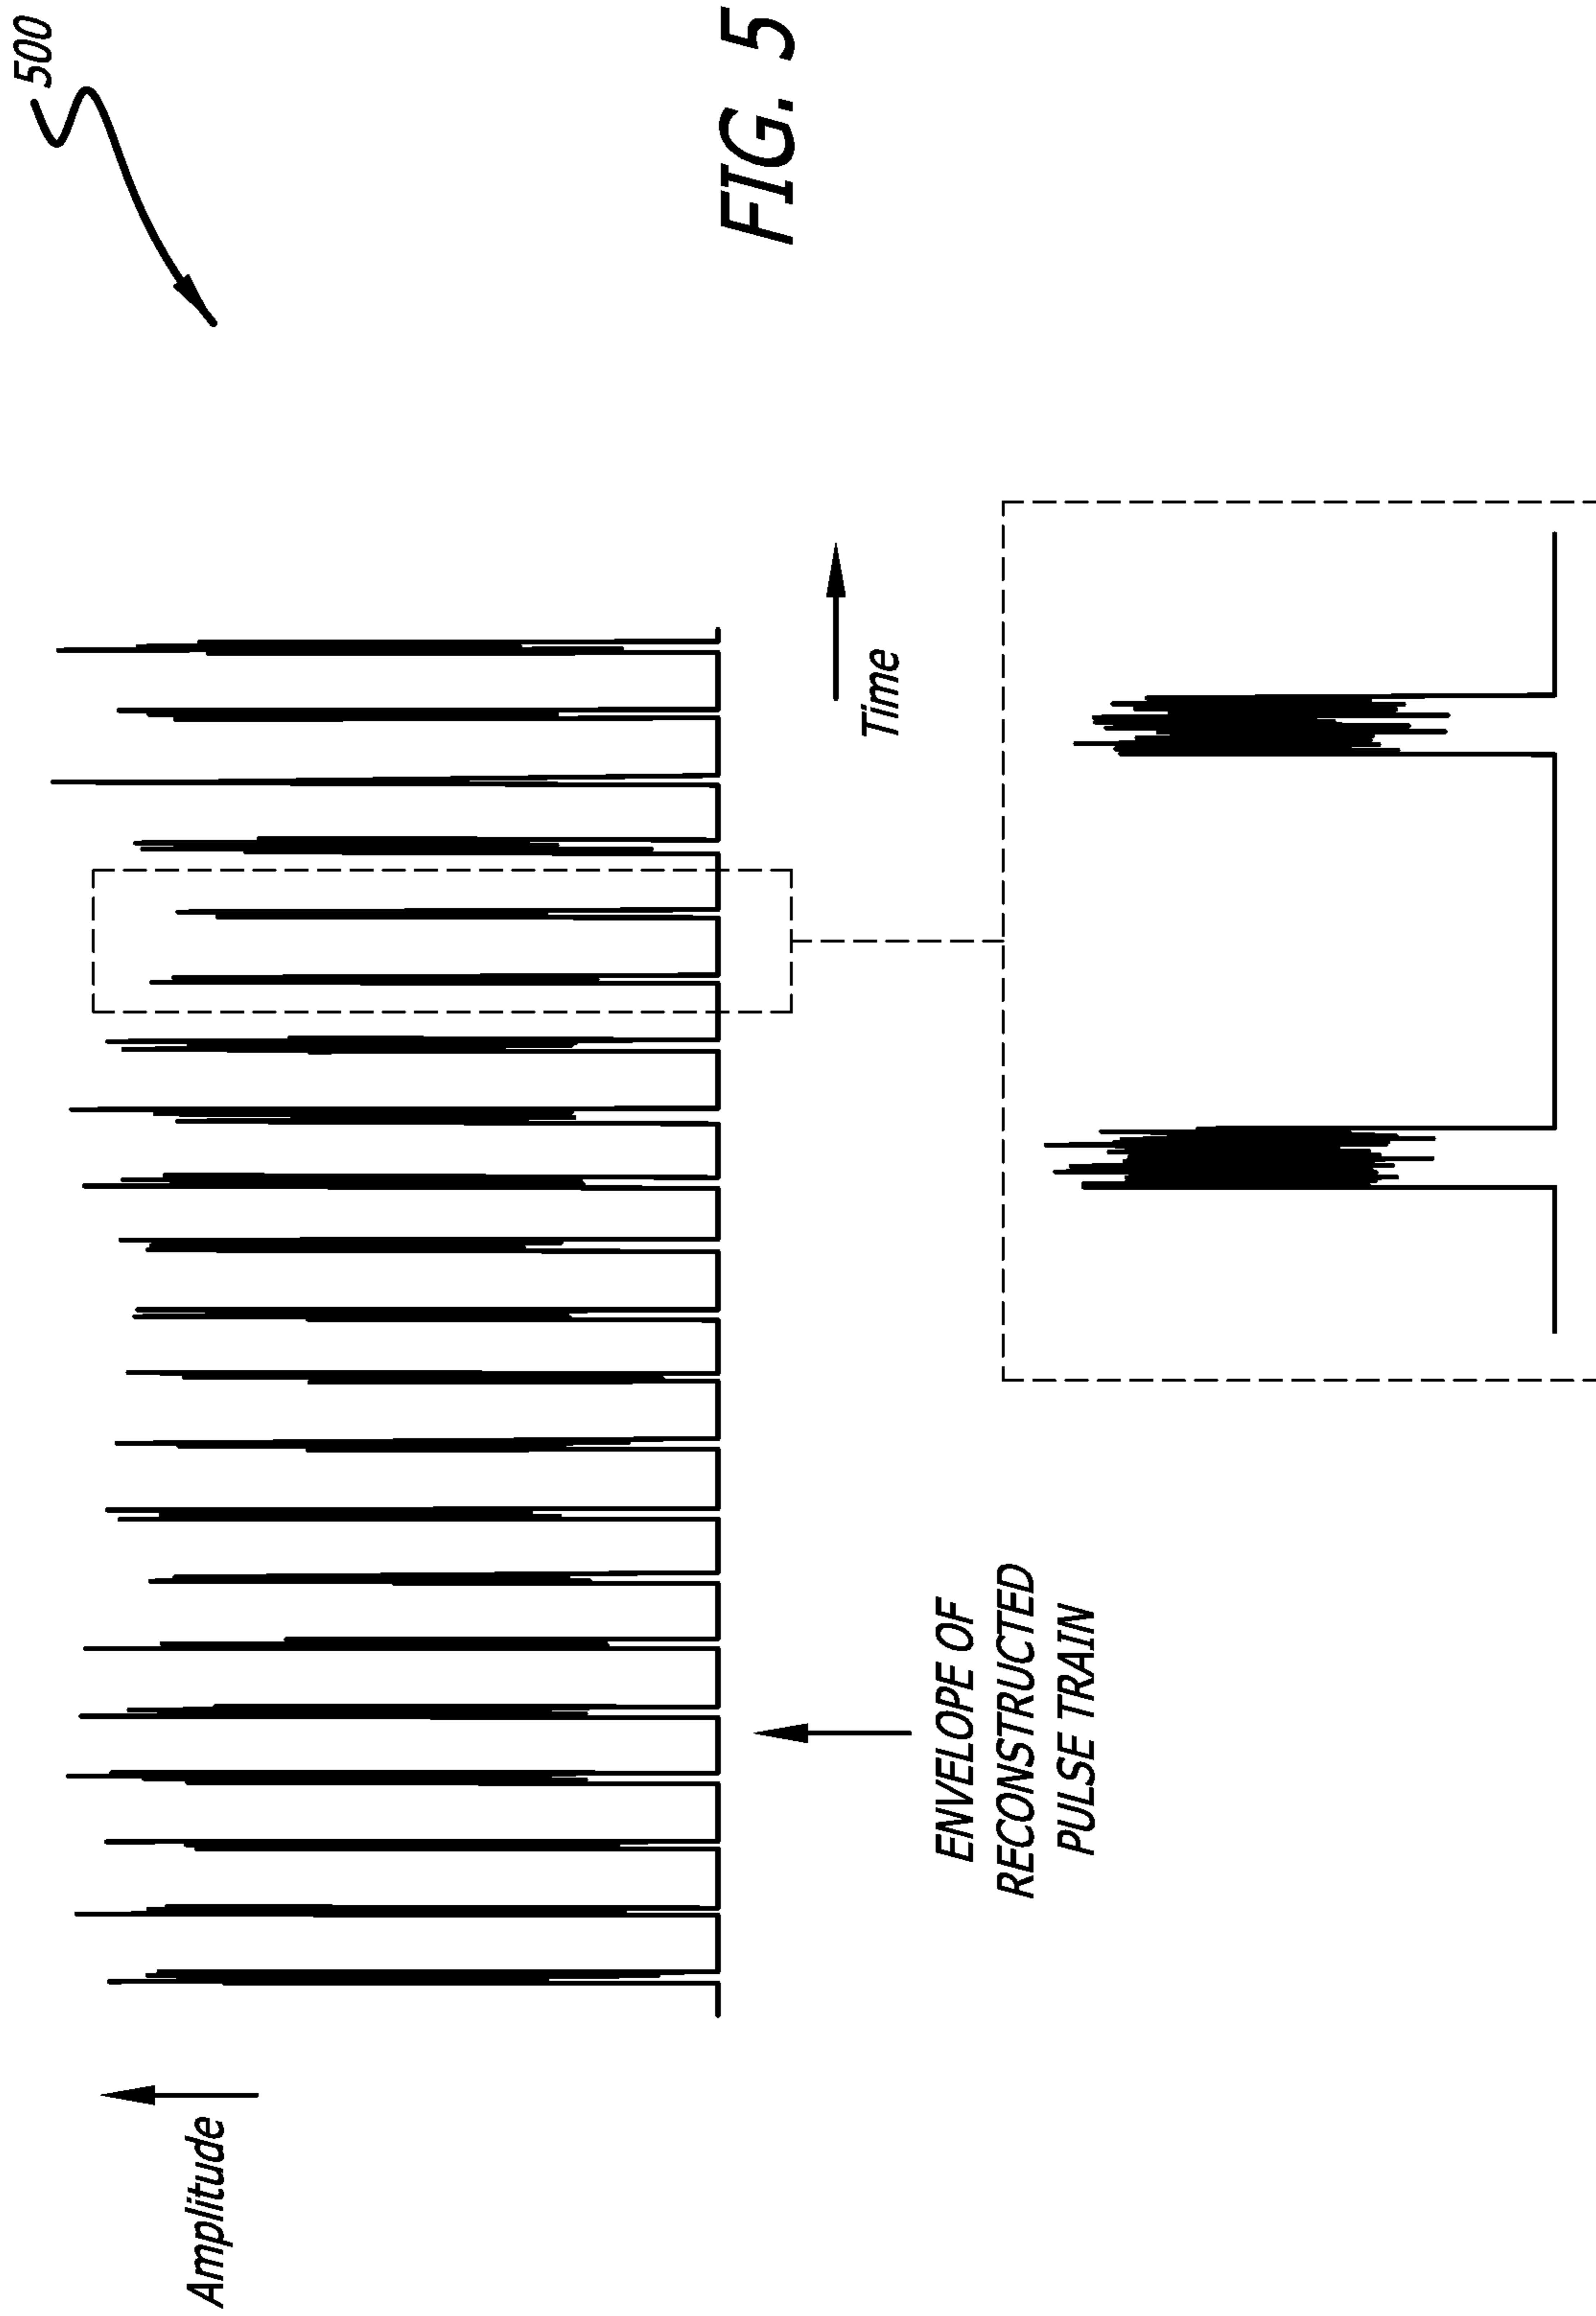 500
Amplitude
Time
ENVELOPE OF
RECONSTRUCTED
PULSE TRAIN
FIG. 5